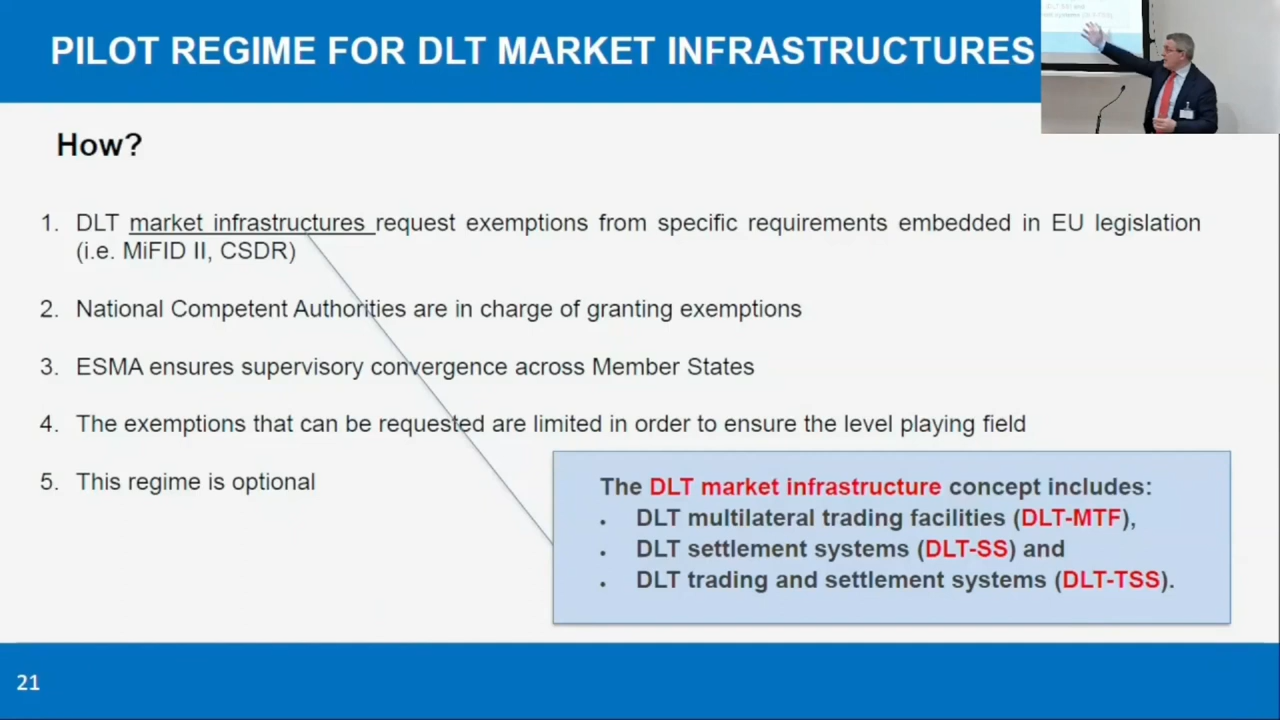 PILOT REGIME FOR DLT MARKET INFRASTRUCTURES
How?
1. DLT market infrastructures request exemptions from specific requirements embedded in EU legislation
(i.e. MiFID II, CSDR)
2. National Competent Authorities are in charge of granting exemptions
3. ESMA ensures supervisory convergence across Member States
4. The exemptions that can be requested are limited in order to ensure the level playing field
5. This regime is optional
The DLT market infrastructure concept includes:
• DLT multilateral trading facilities (DLT-MTF),
• DLT settlement systems (DLT-SS) and
• DLT trading and settlement systems (DLT-TSS).
21